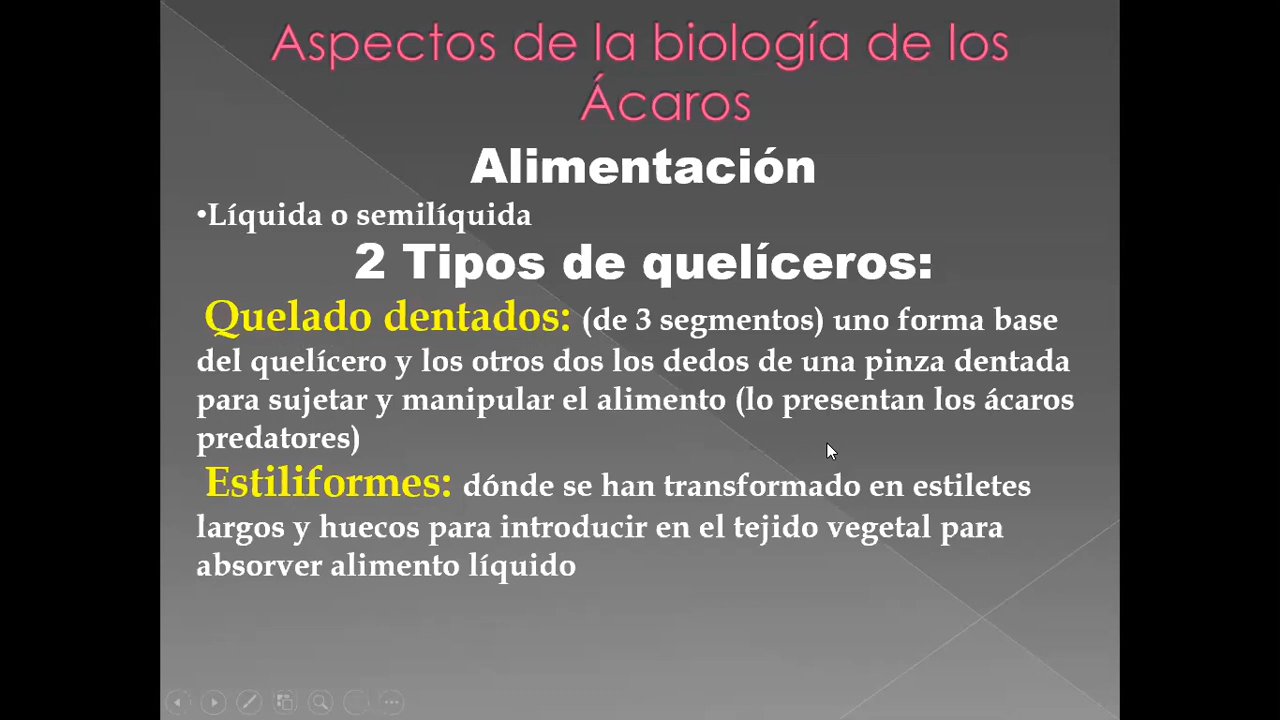 Aspectos de la biología de los
Ácaros
Alimentación
•Líquida o semilíquida
2 Tipos de quelíceros:
Quelado dentados: (de 3 segmentos) uno forma base
del quelícero y los otros dos los dedos de una pinza dentada
para sujetar y manipular el alimento (lo presentan los ácaros
predatores)
Estiliformes: dónde se han transformado en estiletes
largos y huecos para introducir en el tejido vegetal para
absorver alimento líquido